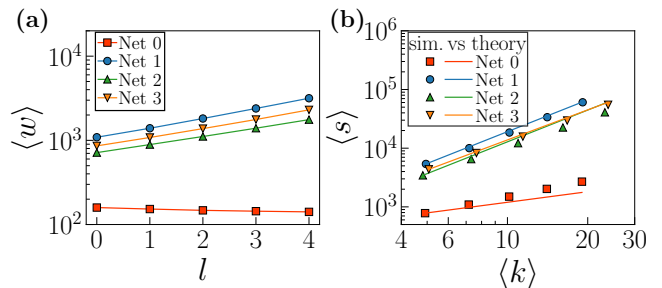 (a)
10^4
10^3
10^2
⟨w⟩
Net 0
Net 1
Net 2
Net 3
0 1 2 3 4
l
(b)
10^6
10^5
10^4
10^3
⟨s⟩
sim. vs theory
Net 0
Net 1
Net 2
Net 3
4 6 10 20 30
⟨k⟩